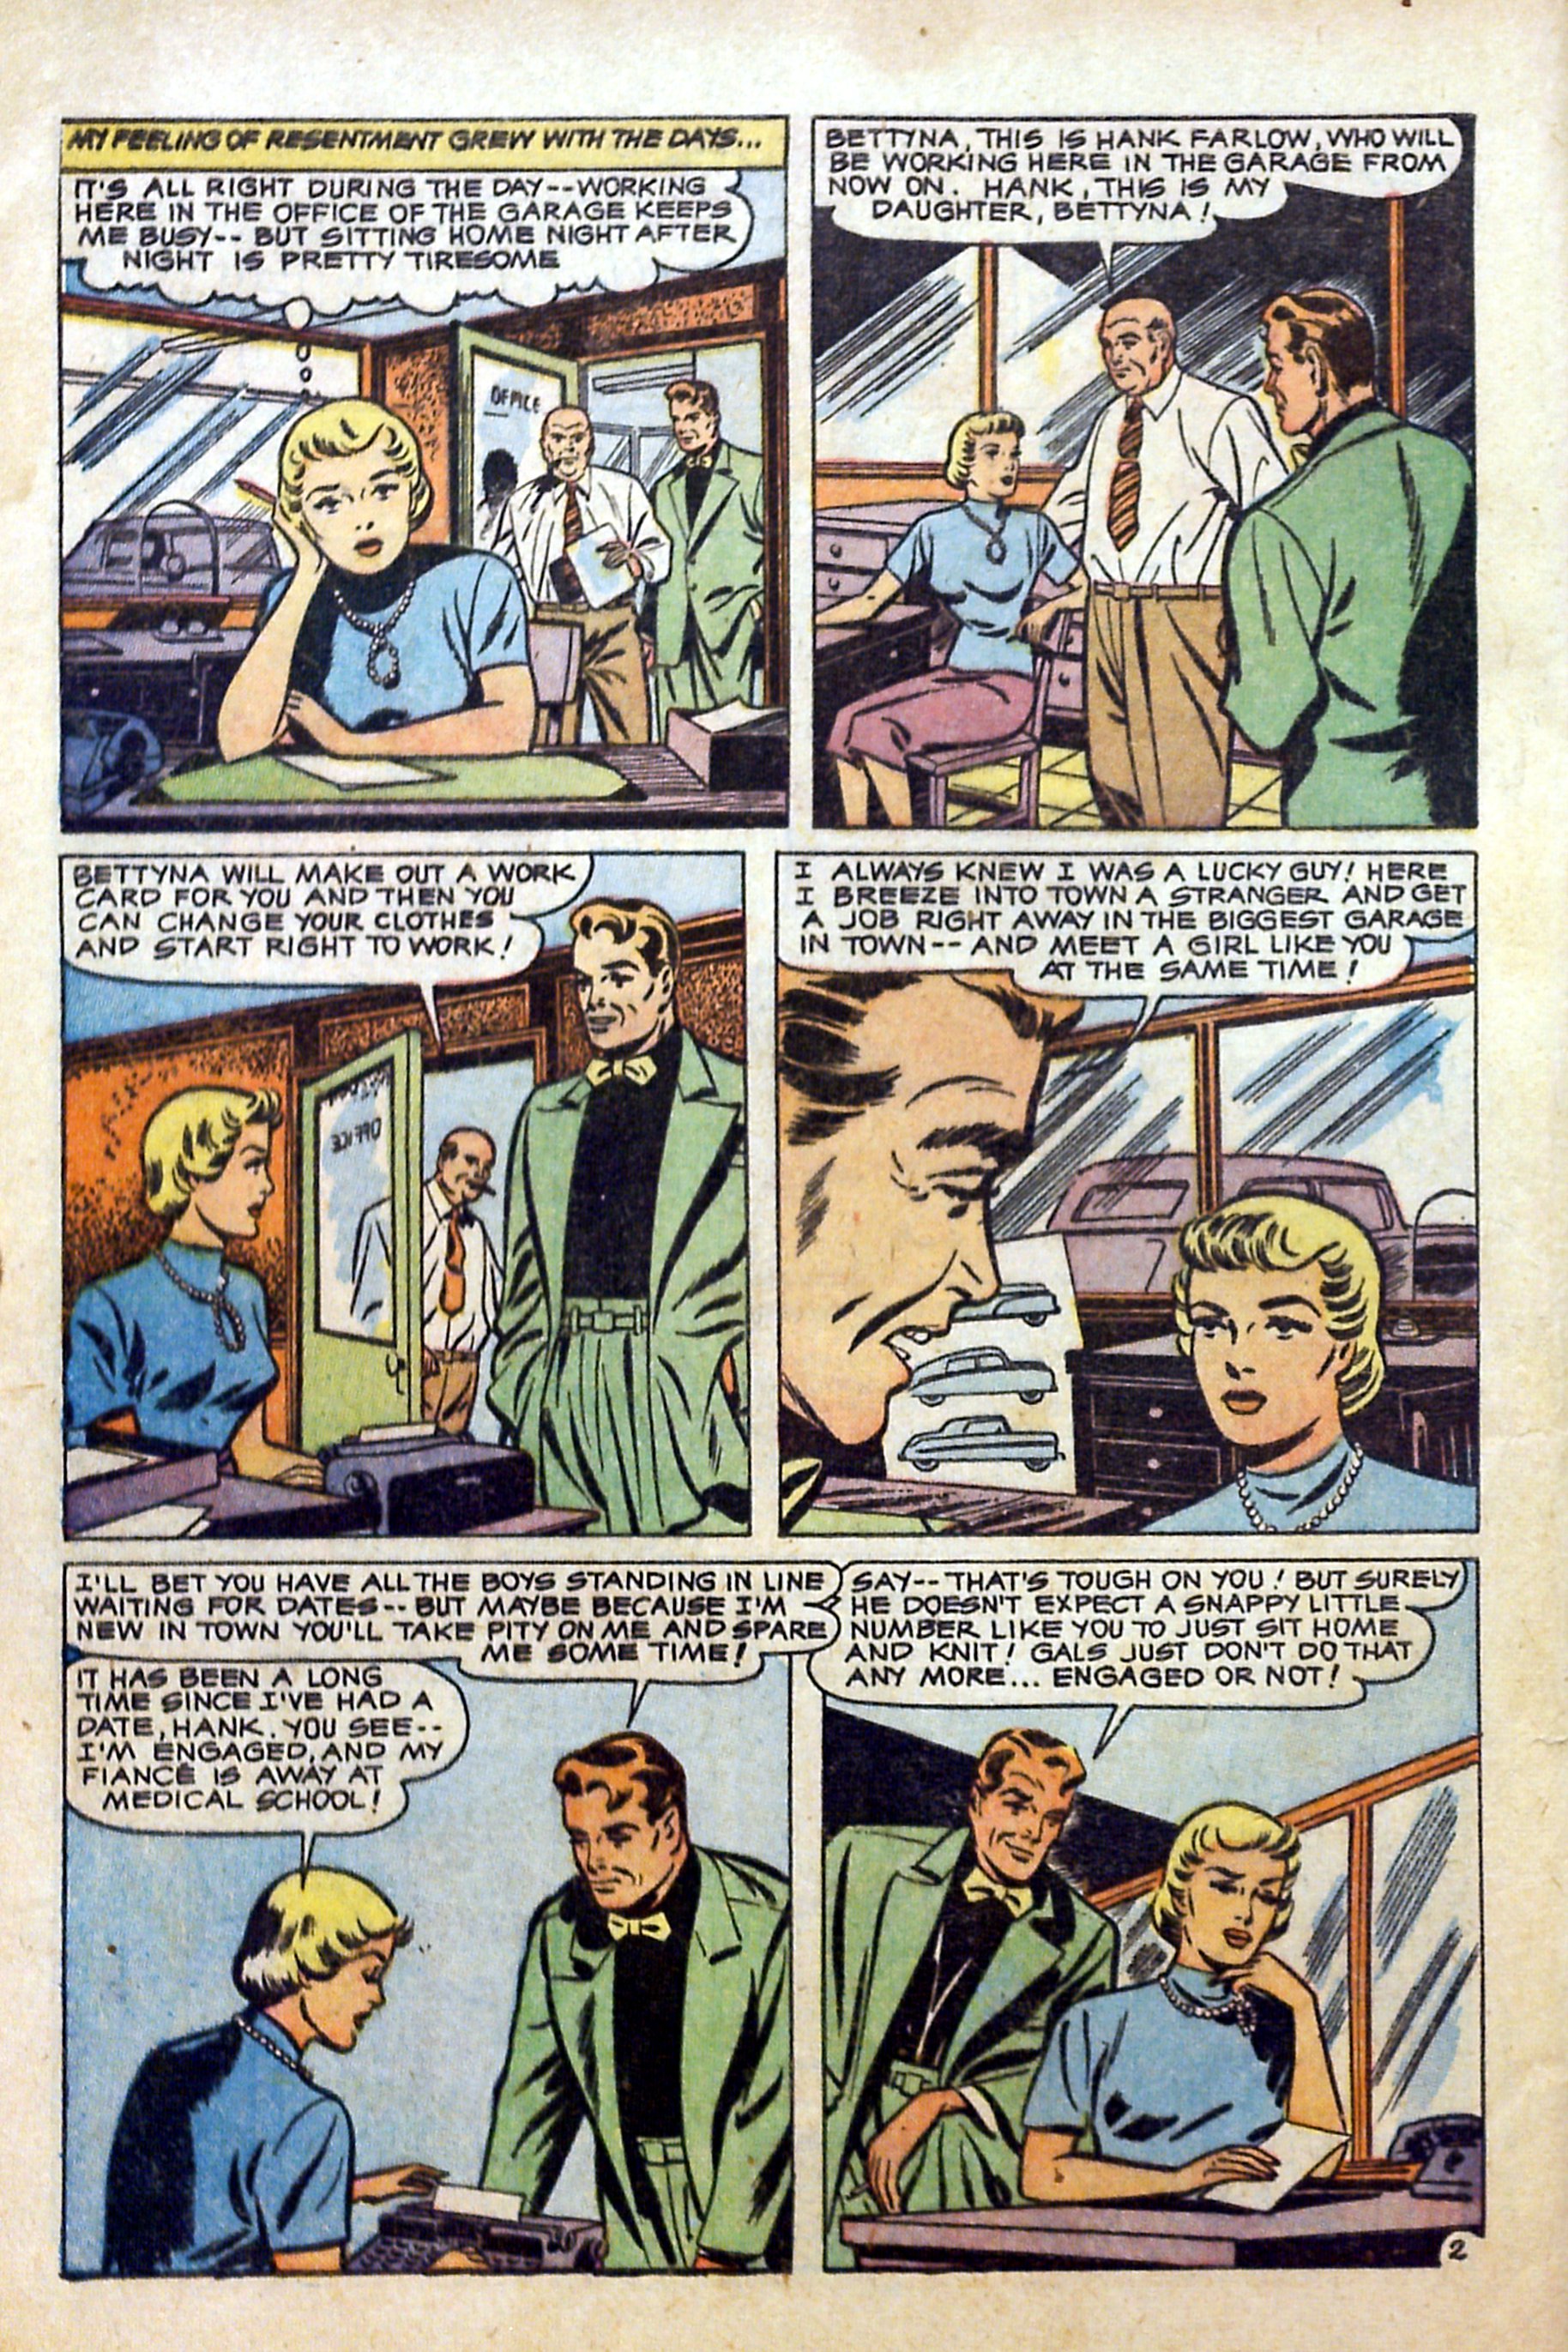 MY FEELING OF RESENTMENT GREW WITH THE DAYS...
IT'S ALL RIGHT DURING THE DAY--WORKING
HERE IN THE OFFICE OF THE GARAGE KEEPS
ME BUSY-- BUT SITTING HOME NIGHT AFTER
NIGHT IS PRETTY TIRESOME
OFFICE
BETTYNA, THIS IS HANK FARLOW, WHO WILL
BE WORKING HERE IN THE GARAGE FROM
NOW ON. HANK, THIS IS MY
DAUGHTER, BETTYNA!
BETTYNA WILL MAKE OUT A WORK
CARD FOR YOU AND THEN YOU
CAN CHANGE YOUR CLOTHES
AND START RIGHT TO WORK!
OFFICE
I ALWAYS KNEW I WAS A LUCKY GUY! HERE
I BREEZE INTO TOWN A STRANGER AND GET
A JOB RIGHT AWAY IN THE BIGGEST GARAGE
IN TOWN-- AND MEET A GIRL LIKE YOU
AT THE SAME TIME!
I'LL BET YOU HAVE ALL THE BOYS STANDING IN LINE
WAITING FOR DATES-- BUT MAYBE BECAUSE I'M
NEW IN TOWN YOU'LL TAKE PITY ON ME AND SPARE
ME SOME TIME!
IT HAS BEEN A LONG
TIME SINCE I'VE HAD A
DATE, HANK. YOU SEE--
I'M ENGAGED, AND MY
FIANCÉ IS AWAY AT
MEDICAL SCHOOL!
SAY-- THAT'S TOUGH ON YOU! BUT SURELY
HE DOESN'T EXPECT A SNAPPY LITTLE
NUMBER LIKE YOU TO JUST SIT HOME
AND KNIT! GALS JUST DON'T DO THAT
ANY MORE... ENGAGED OR NOT!
2